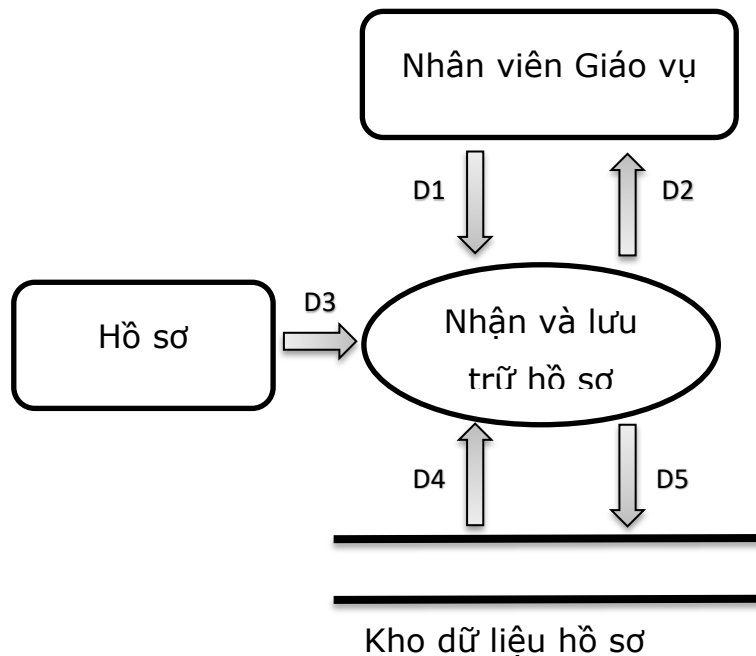 Nhân viên Giáo vụ
D1
D2
D3
Hồ sơ
Nhận và lưu
trữ hồ sơ
D4
D5
Kho dữ liệu hồ sơ